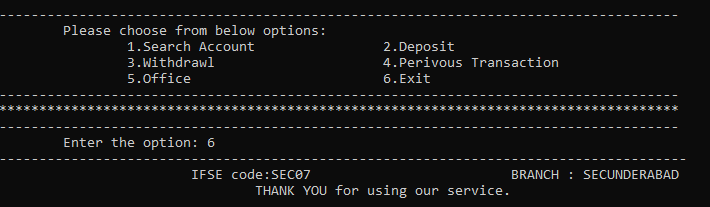 Please choose from below options:
1.Search Account 2.Deposit
3.Withdrawl 4.Perivous Transaction
5.Office 6.Exit
*************************************************************************************
Enter the option: 6
IFSE code:SEC07 BRANCH : SECUNDERABAD
THANK YOU for using our service.